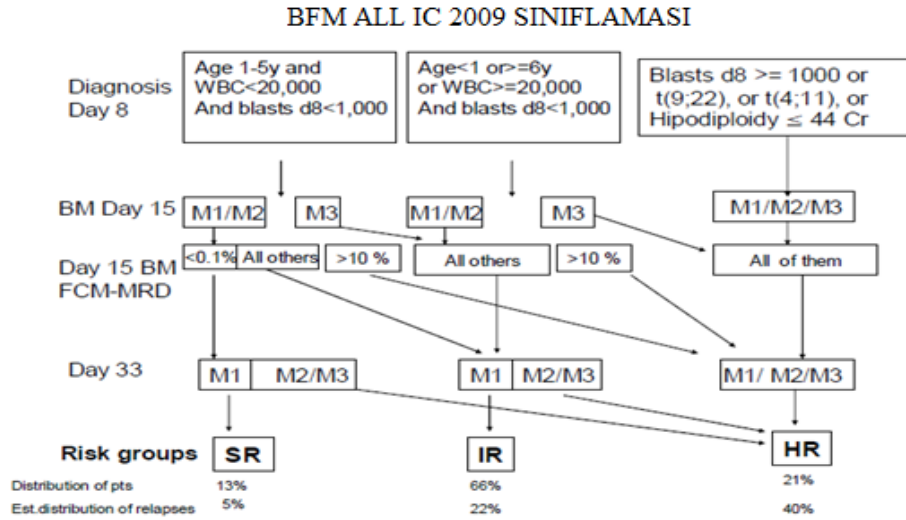 BFM ALL IC 2009 SINIFLAMASI
Diagnosis
Day 8
Age 1-5y and
WBC<20,000
And blasts d8<1,000
Age<1 or>=6y
or WBC>=20,000
And blasts d8<1,000
Blasts d8 >= 1000 or
t(9;22), or t(4;11), or
Hipodiploidy ≤ 44 Cr
BM Day 15
M1/M2
M3
M1/M2
M3
M1/M2/M3
Day 15 BM
FCM-MRD
<0.1%
All others
>10 %
All others
>10 %
All of them
Day 33
M1
M2/M3
M1
M2/M3
M1/ M2/M3
Risk groups
SR
IR
HR
Distribution of pts
13%
66%
21%
Est.distribution of relapses
5%
22%
40%